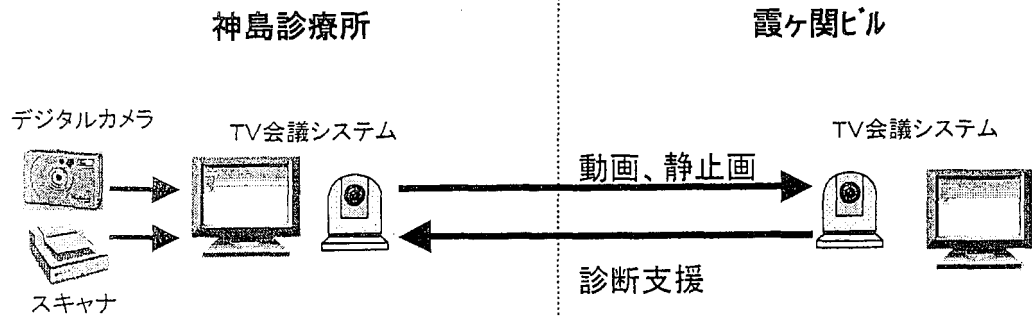 神島診療所
霞ヶ関ビル
デジタルカメラ
TV会議システム
TV会議システム
動画、静止画
診断支援
スキャナ